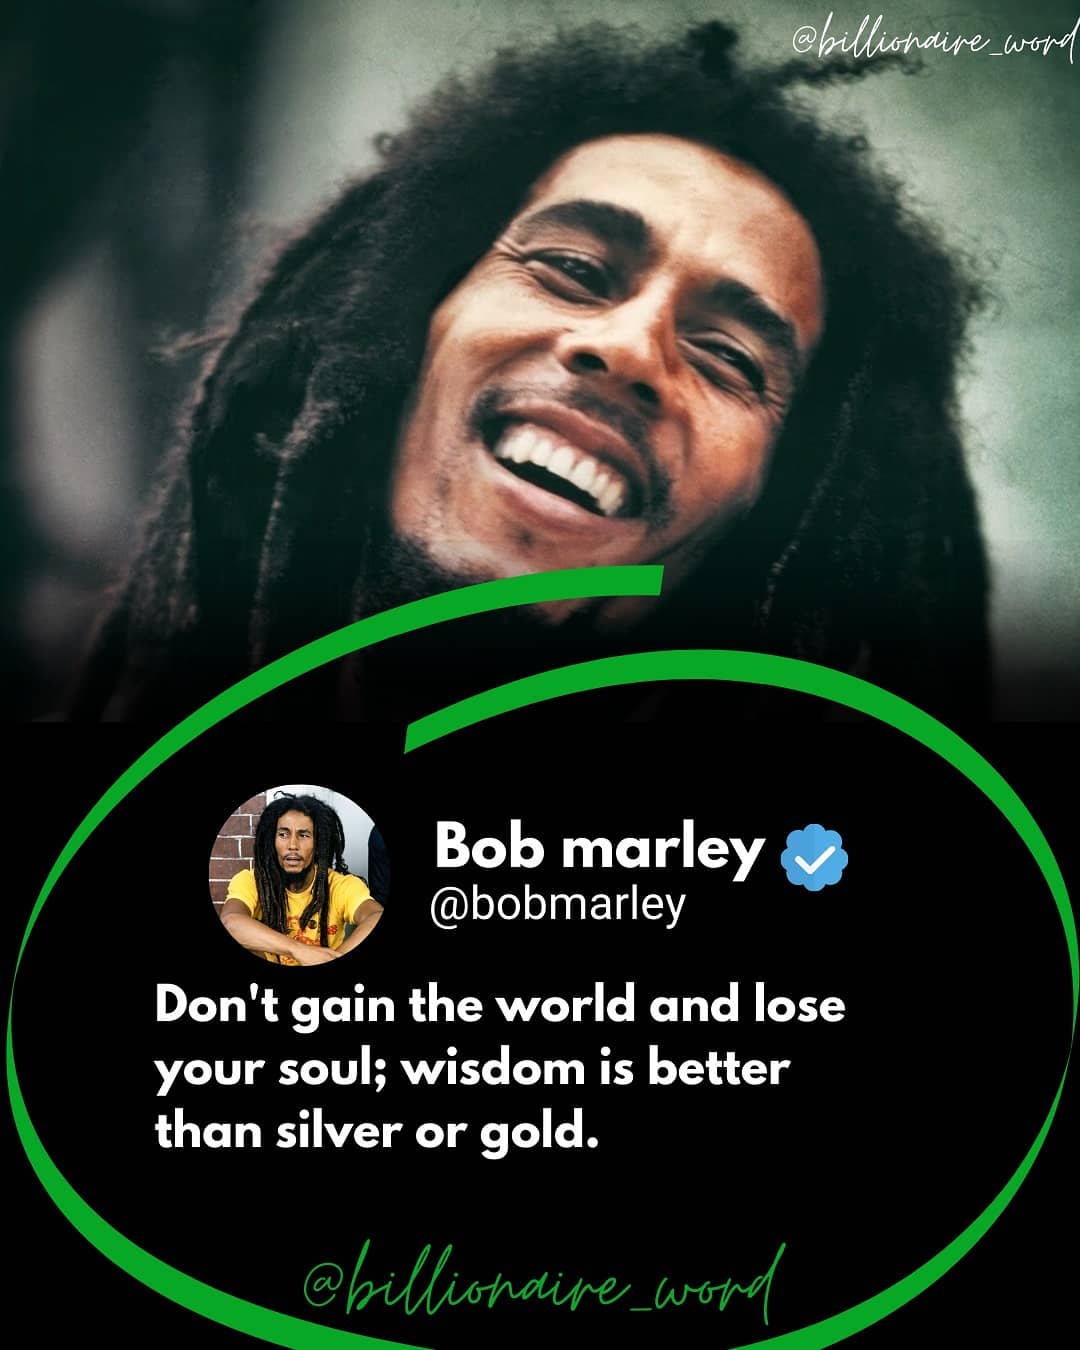 @billionaire_word
Bob marley
@bobmarley
Don't gain the world and lose
your soul; wisdom is better
than silver or gold.
@billionaire_word